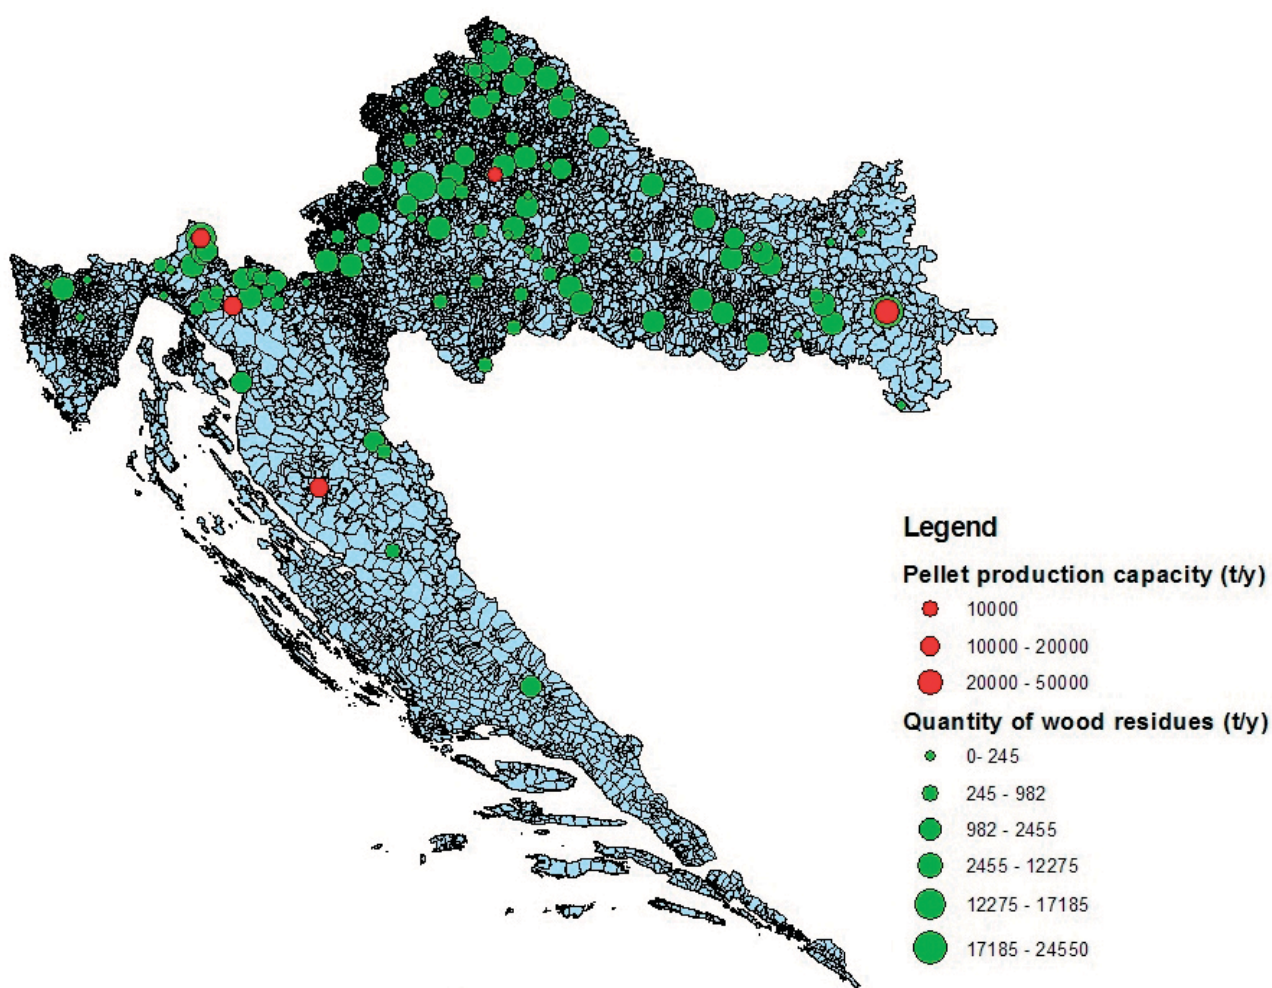 Legend
Pellet production capacity (t/y)
10000
10000 - 20000
20000 - 50000
Quantity of wood residues (t/y)
0- 245
245 - 982
982 - 2455
2455 - 12275
12275 - 17185
17185 - 24550